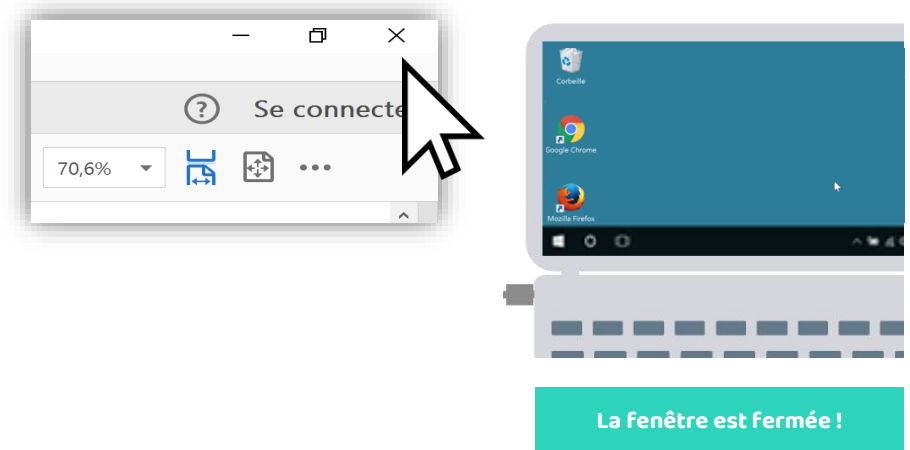 Se connecte
70,6%
Corbeille
Google Chrome
Mozilla Firefox
La fenêtre est fermée !